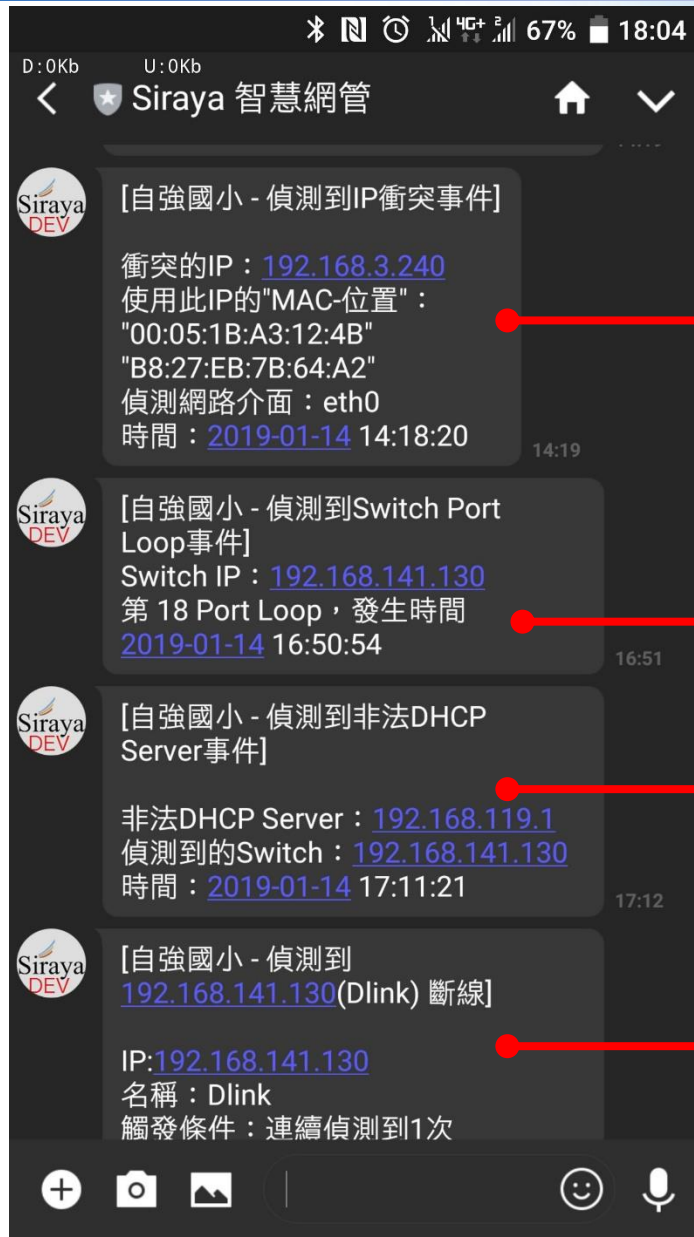 4G+ 2 67% 18:04
D:0Kb U:0Kb
Siraya 智慧網管
Siraya DEV
[自強國小 - 偵測到IP衝突事件]
衝突的IP：192.168.3.240
使用此IP的"MAC-位置"：
"00:05:1B:A3:12:4B"
"B8:27:EB:7B:64:A2"
偵測網路介面：eth0
時間：2019-01-14 14:18:20
14:19
Siraya DEV
[自強國小 - 偵測到Switch Port
Loop事件]
Switch IP：192.168.141.130
第 18 Port Loop，發生時間
2019-01-14 16:50:54
16:51
Siraya DEV
[自強國小 - 偵測到非法DHCP
Server事件]
非法DHCP Server：192.168.119.1
偵測到的Switch：192.168.141.130
時間：2019-01-14 17:11:21
17:12
Siraya DEV
[自強國小 - 偵測到
192.168.141.130(Dlink) 斷線]
IP:192.168.141.130
名稱：Dlink
觸發條件：連續偵測到1次